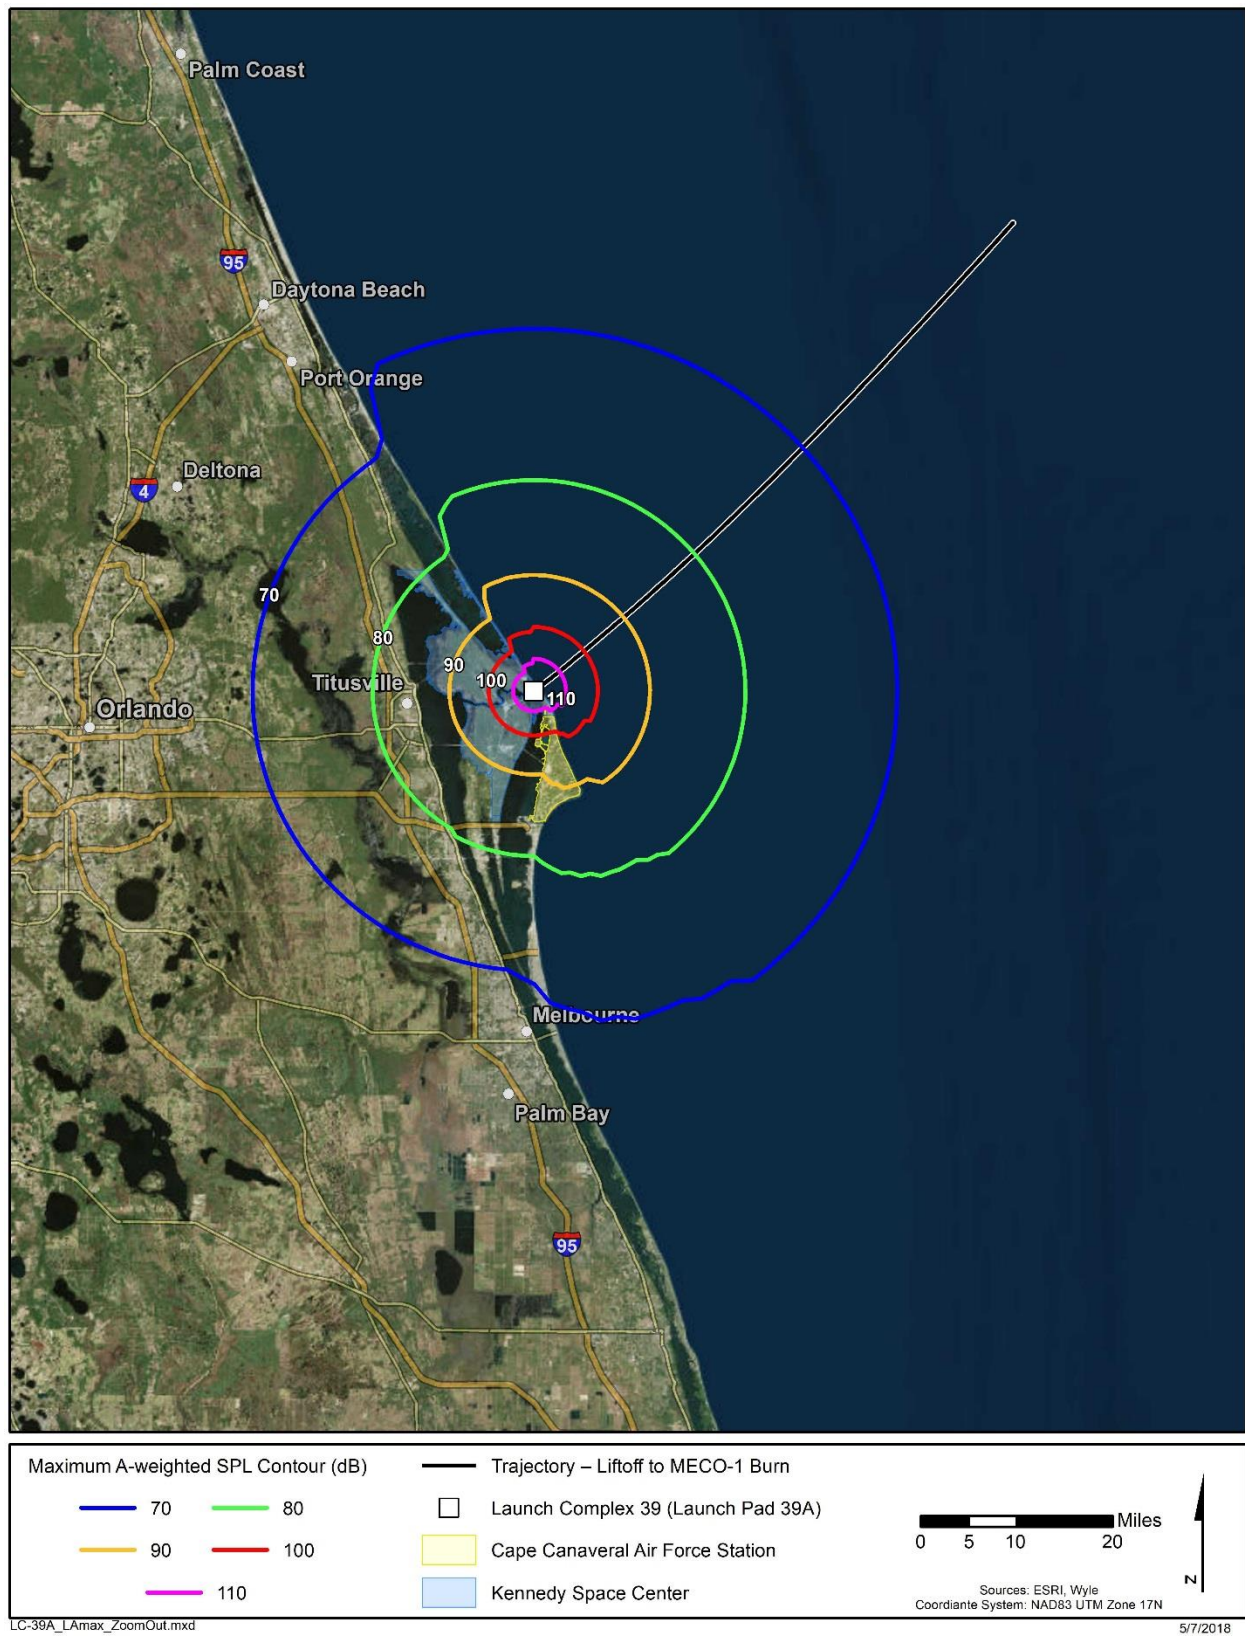 Palm Coast
95
Daytona Beach
Port Orange
Deltona
4
70
80
90
100
110
Titusville
Orlando
Melbourne
Palm Bay
95
Maximum A-weighted SPL Contour (dB)
70
80
90
100
110
Trajectory – Liftoff to MECO-1 Burn
Launch Complex 39 (Launch Pad 39A)
Cape Canaveral Air Force Station
Kennedy Space Center
Miles
0 5 10 20
N
Sources: ESRI, Wyle
Coordiante System: NAD83 UTM Zone 17N
LC-39A_LAmax_ZoomOut.mxd
5/7/2018